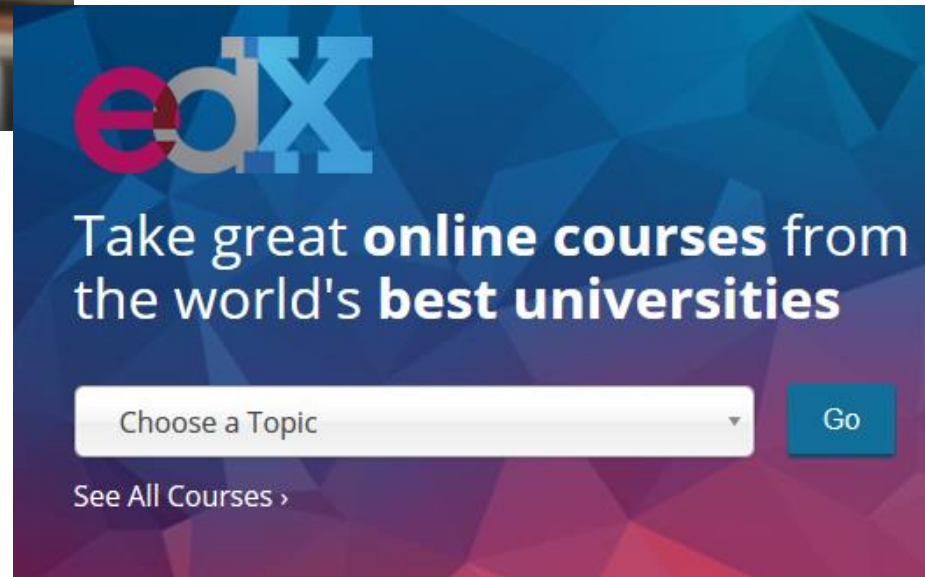 edX
Take great online courses from
the world's best universities
Choose a Topic
Go
See All Courses ›